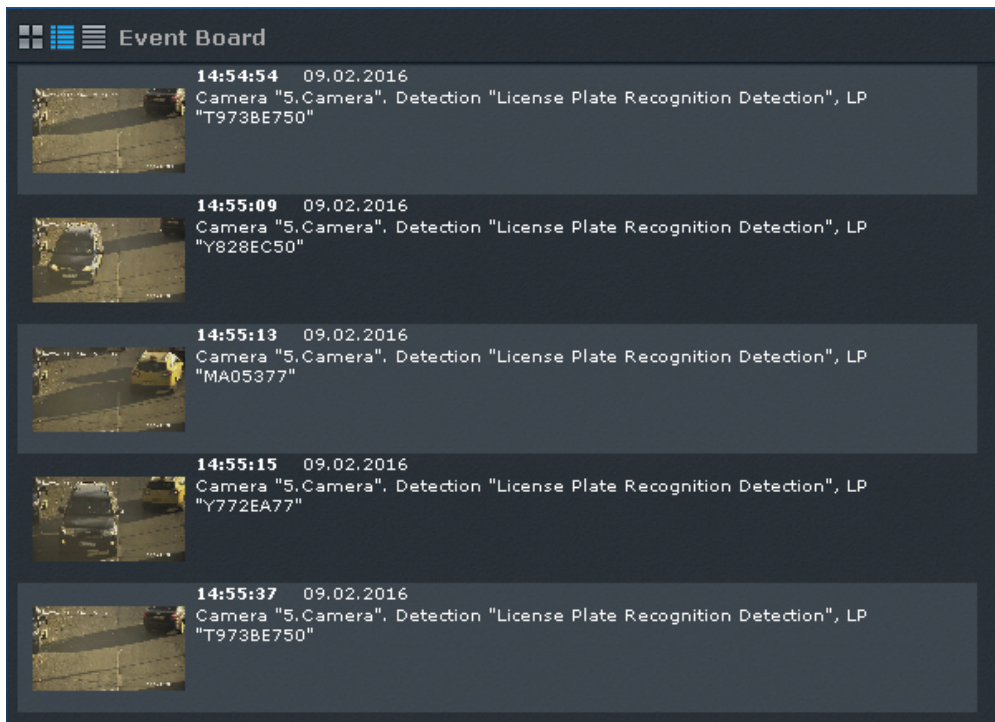 Event Board
14:54:54 09.02.2016
Camera "5.Camera". Detection "License Plate Recognition Detection", LP
"T973BE750"
14:55:09 09.02.2016
Camera "5.Camera". Detection "License Plate Recognition Detection", LP
"Y828EC50"
14:55:13 09.02.2016
Camera "5.Camera". Detection "License Plate Recognition Detection", LP
"MA05377"
14:55:15 09.02.2016
Camera "5.Camera". Detection "License Plate Recognition Detection", LP
"Y772EA77"
14:55:37 09.02.2016
Camera "5.Camera". Detection "License Plate Recognition Detection", LP
"T973BE750"